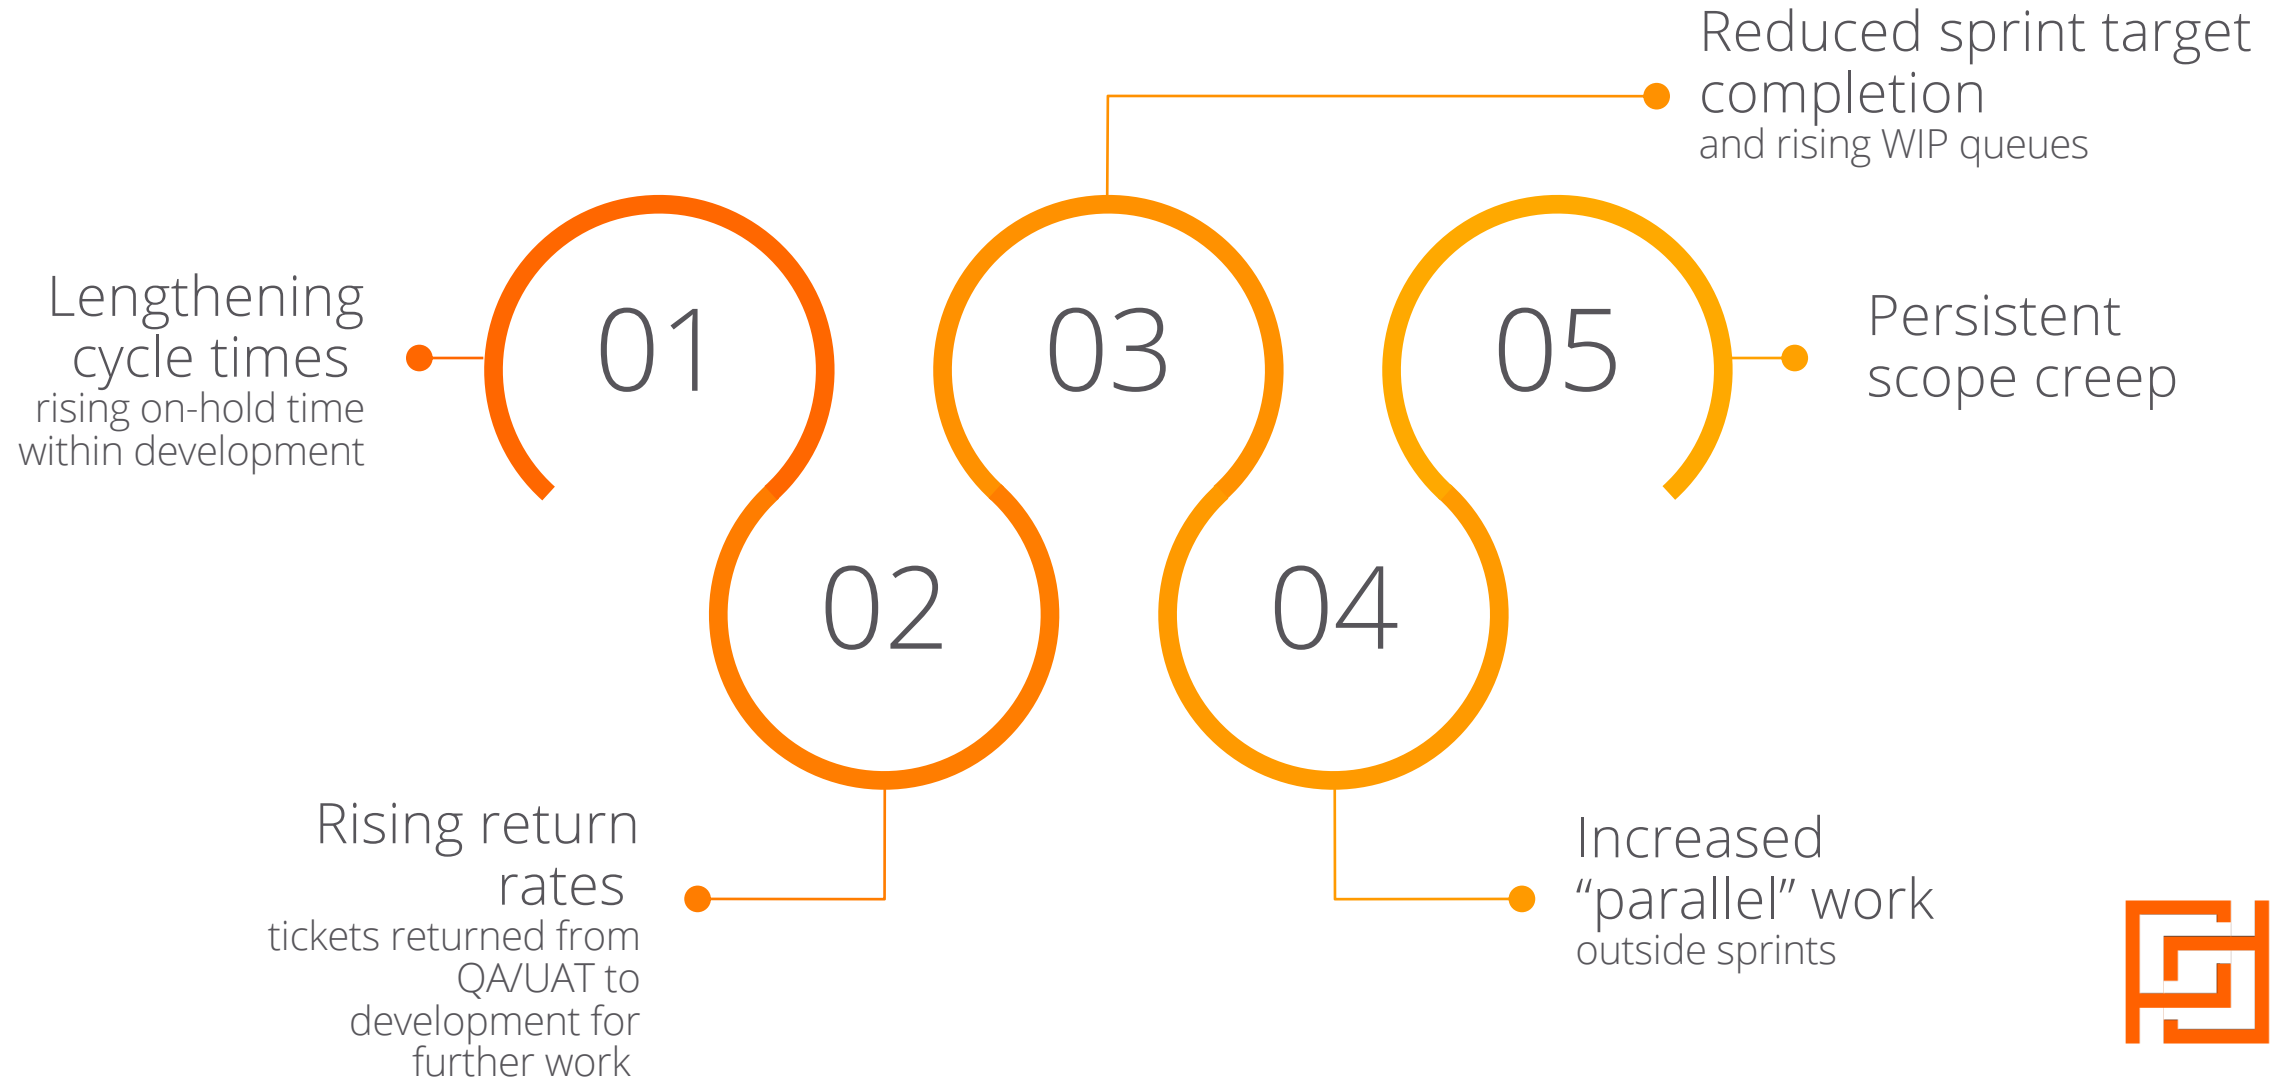 01
Lengthening
cycle times
rising on-hold time
within development
02
Rising return
rates
tickets returned from
QA/UAT to
development for
further work
03
Reduced sprint target
completion
and rising WIP queues
04
Increased
“parallel” work
outside sprints
05
Persistent
scope creep